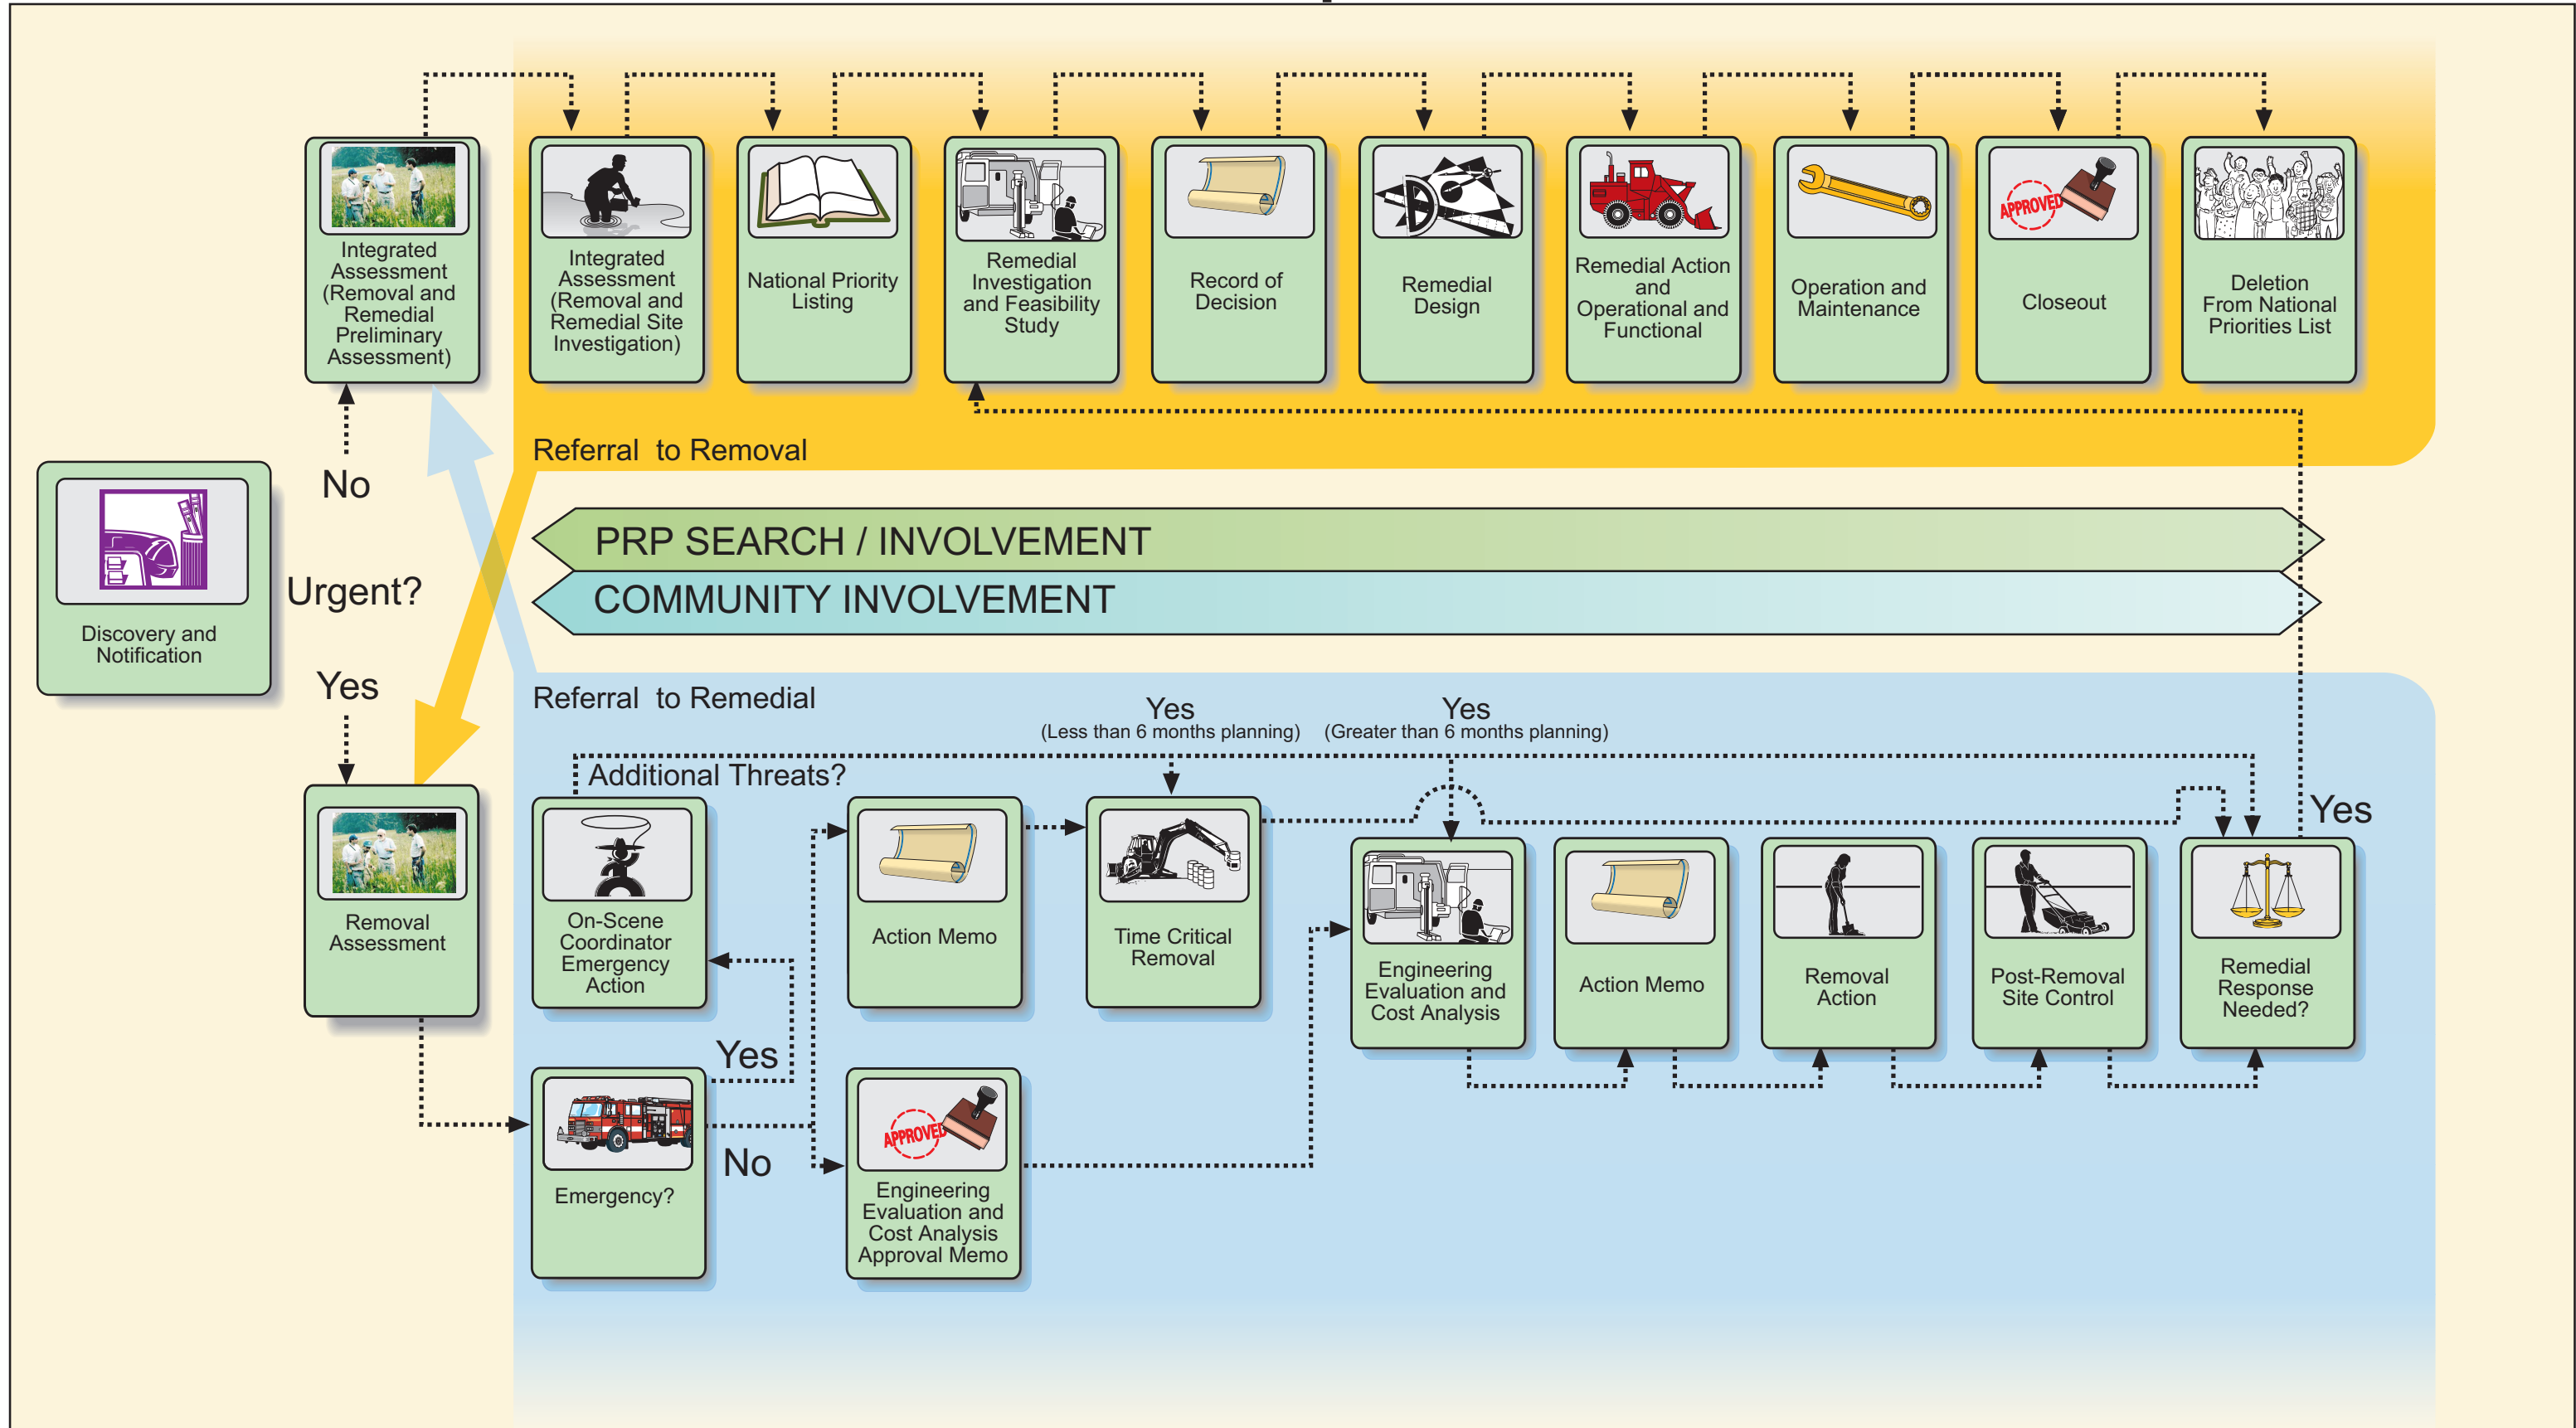 Integrated
Assessment
(Removal and
Remedial
Preliminary
Assessment)
Integrated
Assessment
(Removal and
Remedial Site
Investigation)
National Priority
Listing
Remedial
Investigation
and Feasibility
Study
Record of
Decision
Remedial
Design
Remedial Action
and
Operational and
Functional
Operation and
Maintenance
APPROVED
Closeout
Deletion
From National
Priorities List
Referral to Removal
No
Discovery and
Notification
Urgent?
Yes
PRP SEARCH / INVOLVEMENT
COMMUNITY INVOLVEMENT
Referral to Remedial
Yes
(Less than 6 months planning)
Yes
(Greater than 6 months planning)
Additional Threats?
Removal
Assessment
On-Scene
Coordinator
Emergency
Action
Action Memo
Time Critical
Removal
Engineering
Evaluation and
Cost Analysis
Action Memo
Removal
Action
Post-Removal
Site Control
Remedial
Response
Needed?
Yes
Yes
No
Emergency?
APPROVED
Engineering
Evaluation and
Cost Analysis
Approval Memo